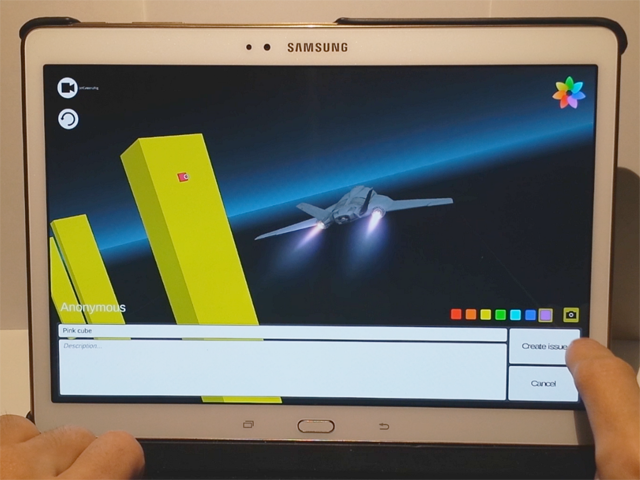 SAMSUNG
Anonymous
Pink cube
Description...
Create issue
Cancel